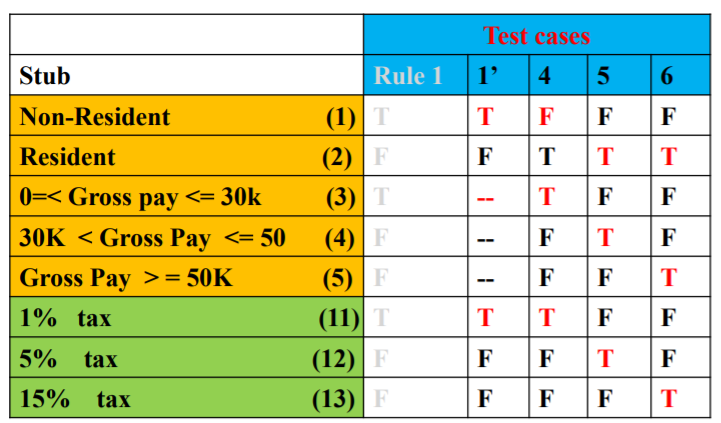 Test cases
Stub Rule 1 1’ 4 5 6
Non-Resident (1) T T F F F
Resident (2) F F T T T
0=< Gross pay <= 30k (3) T -- T F F
30K < Gross Pay <= 50 (4) F -- F T F
Gross Pay > = 50K (5) F -- F F T
1% tax (11) T T T F F
5% tax (12) F F F T F
15% tax (13) F F F F T